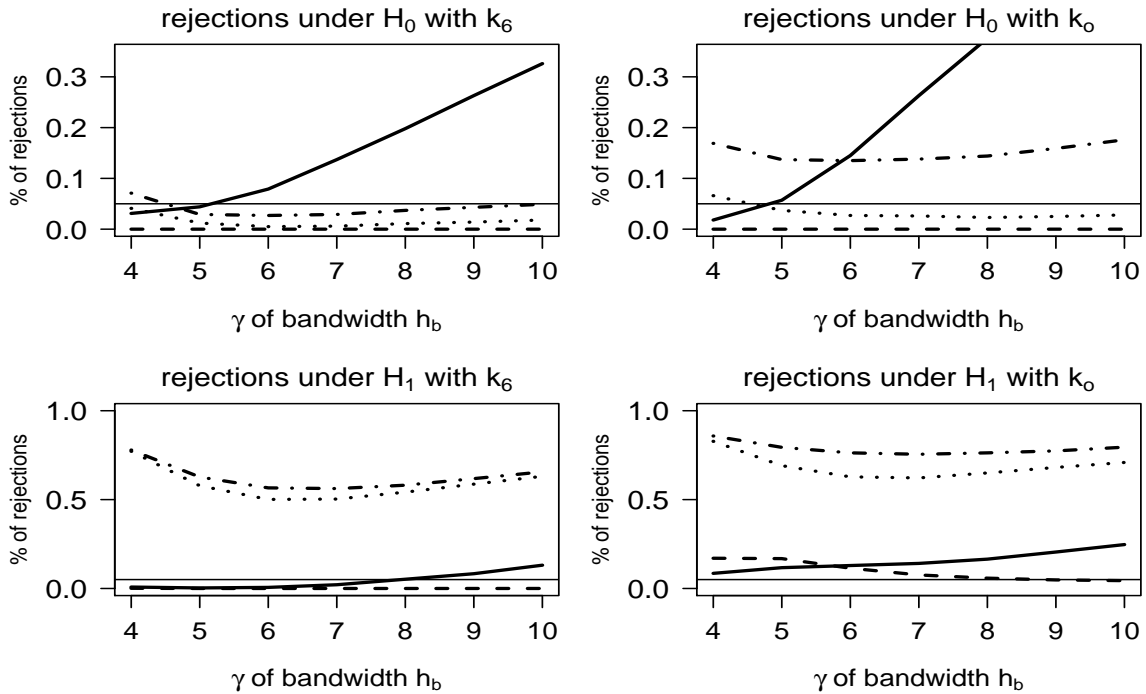 rejections under H₀ with k₆
% of rejections
0.3
0.2
0.1
0.0
4 5 6 7 8 9 10
γ of bandwidth h_b
rejections under H₀ with kₒ
% of rejections
0.3
0.2
0.1
0.0
4 5 6 7 8 9 10
γ of bandwidth h_b
rejections under H₁ with k₆
% of rejections
1.0
0.5
0.0
4 5 6 7 8 9 10
γ of bandwidth h_b
rejections under H₁ with kₒ
% of rejections
1.0
0.5
0.0
4 5 6 7 8 9 10
γ of bandwidth h_b